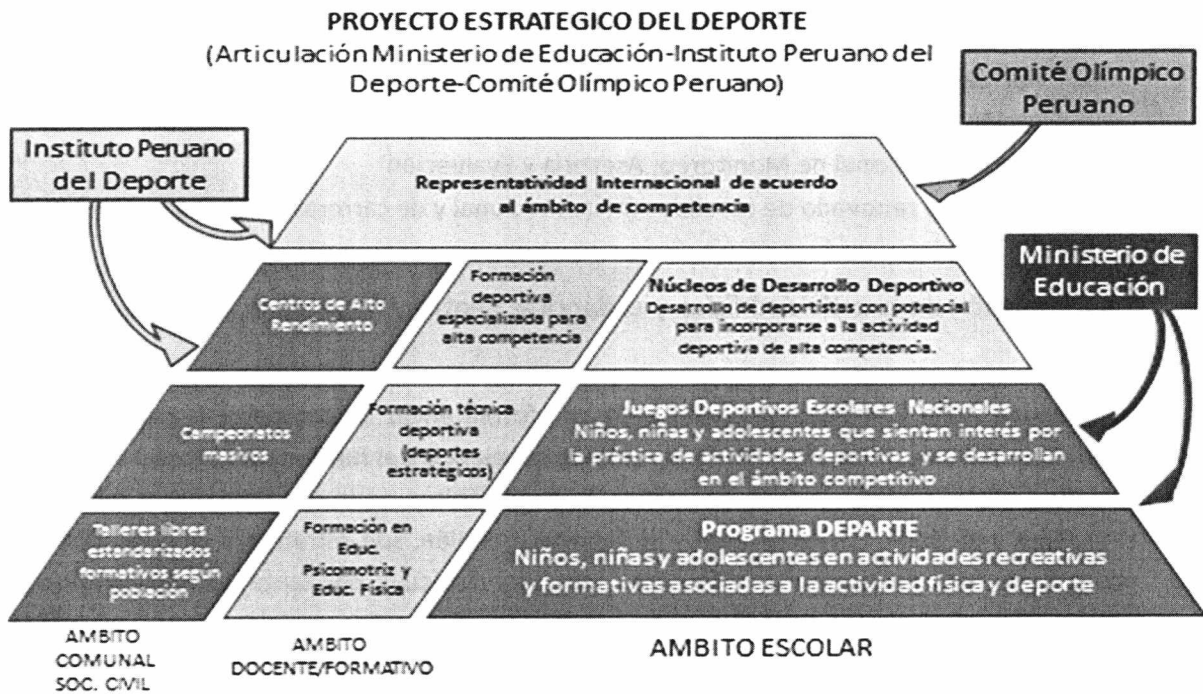 PROYECTO ESTRATEGICO DEL DEPORTE
(Articulación Ministerio de Educación-Instituto Peruano del
Deporte-Comité Olímpico Peruano)
Comité Olímpico
Peruano
Instituto Peruano
del Deporte
Representatividad Internacional de acuerdo
al ámbito de competencia
Ministerio de
Educación
Centros de Alto
Rendimiento
Formación
deportiva
especializada para
alta competencia
Núcleos de Desarrollo Deportivo
Desarrollo de deportistas con potencial
para incorporarse a la actividad
deportiva de alta competencia.
Campeonatos
masivos
Formación técnica
deportiva
(deportes
estratégicos)
Juegos Deportivos Escolares Nacionales
Niños, niñas y adolescentes que sientan interés por
la práctica de actividades deportivas y se desarrollan
en el ámbito competitivo
Talleres libres
estandarizados
formativos según
población
Formación en
Educ.
Psicomotriz y
Educ. Física
Programa DEPARTE
Niños, niñas y adolescentes en actividades recreativas
y formativas asociadas a la actividad física y deporte
AMBITO
COMUNAL
SOC. CIVIL
AMBITO
DOCENTE/FORMATIVO
AMBITO ESCOLAR